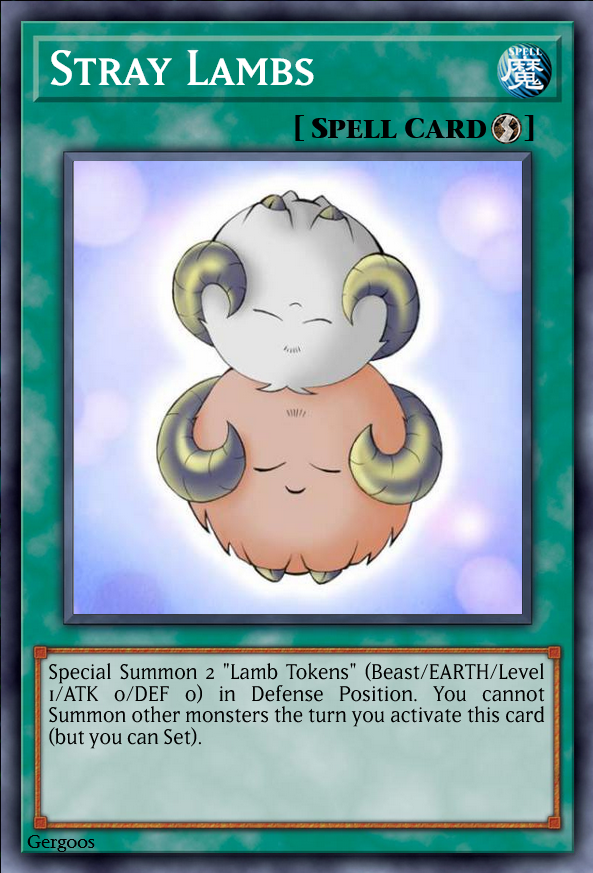 Stray Lambs
SPELL
魔
[ Spell Card ]
Special Summon 2 "Lamb Tokens" (Beast/EARTH/Level
1/ATK 0/DEF 0) in Defense Position. You cannot
Summon other monsters the turn you activate this card
(but you can Set).
Gergoos